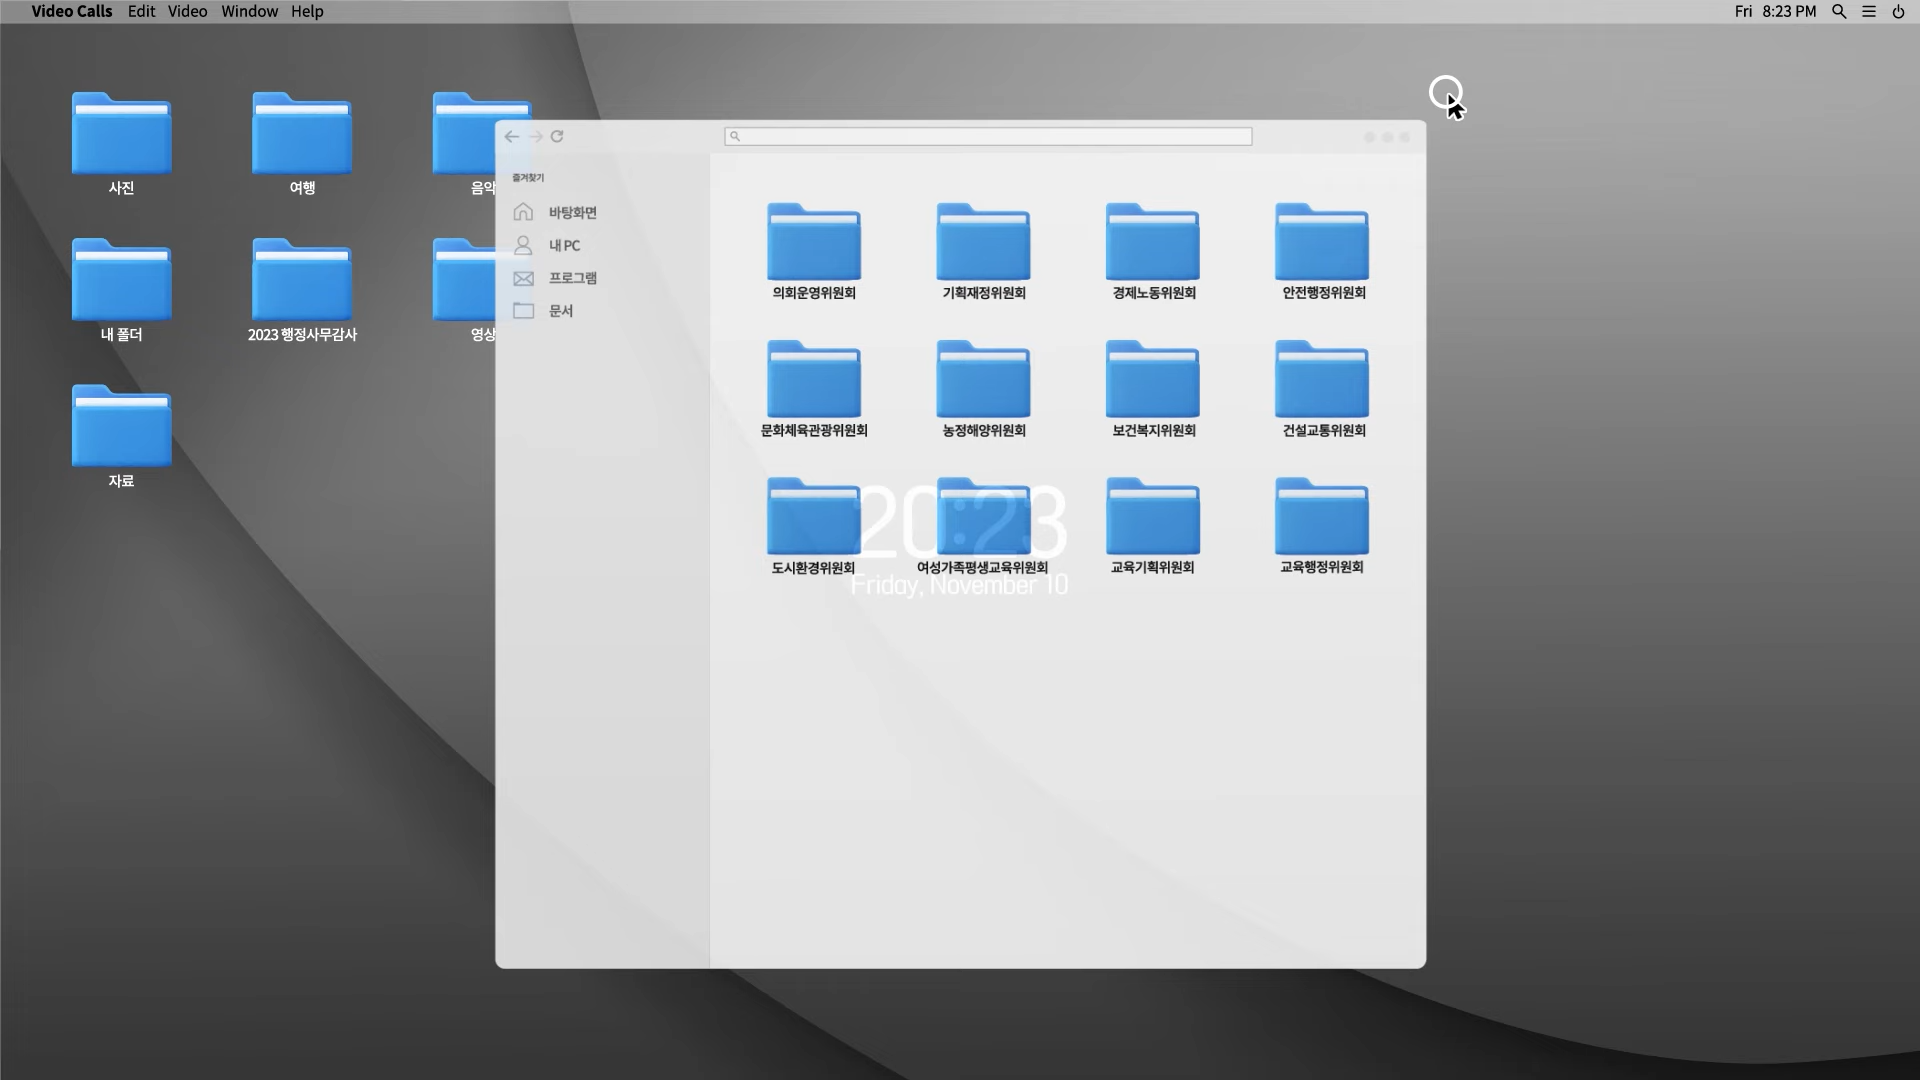 Video Calls Edit Video Window Help
Fri 8:23 PM
사진 여행 음악
내 폴더 2023 행정사무감사 영상
자료
즐겨찾기
바탕화면
내 PC
프로그램
문서
의회운영위원회 기획재정위원회 경제노동위원회 안전행정위원회
문화체육관광위원회 농정해양위원회 보건복지위원회 건설교통위원회
도시환경위원회 여성가족평생교육위원회 교육기획위원회 교육행정위원회
20:23
Friday, November 10